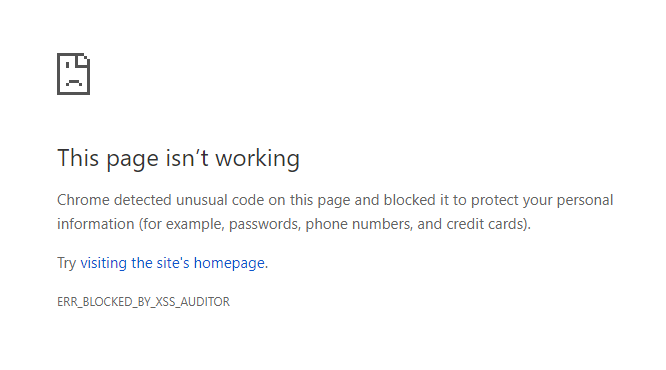 This page isn’t working
Chrome detected unusual code on this page and blocked it to protect your personal
information (for example, passwords, phone numbers, and credit cards).
Try visiting the site's homepage.
ERR_BLOCKED_BY_XSS_AUDITOR